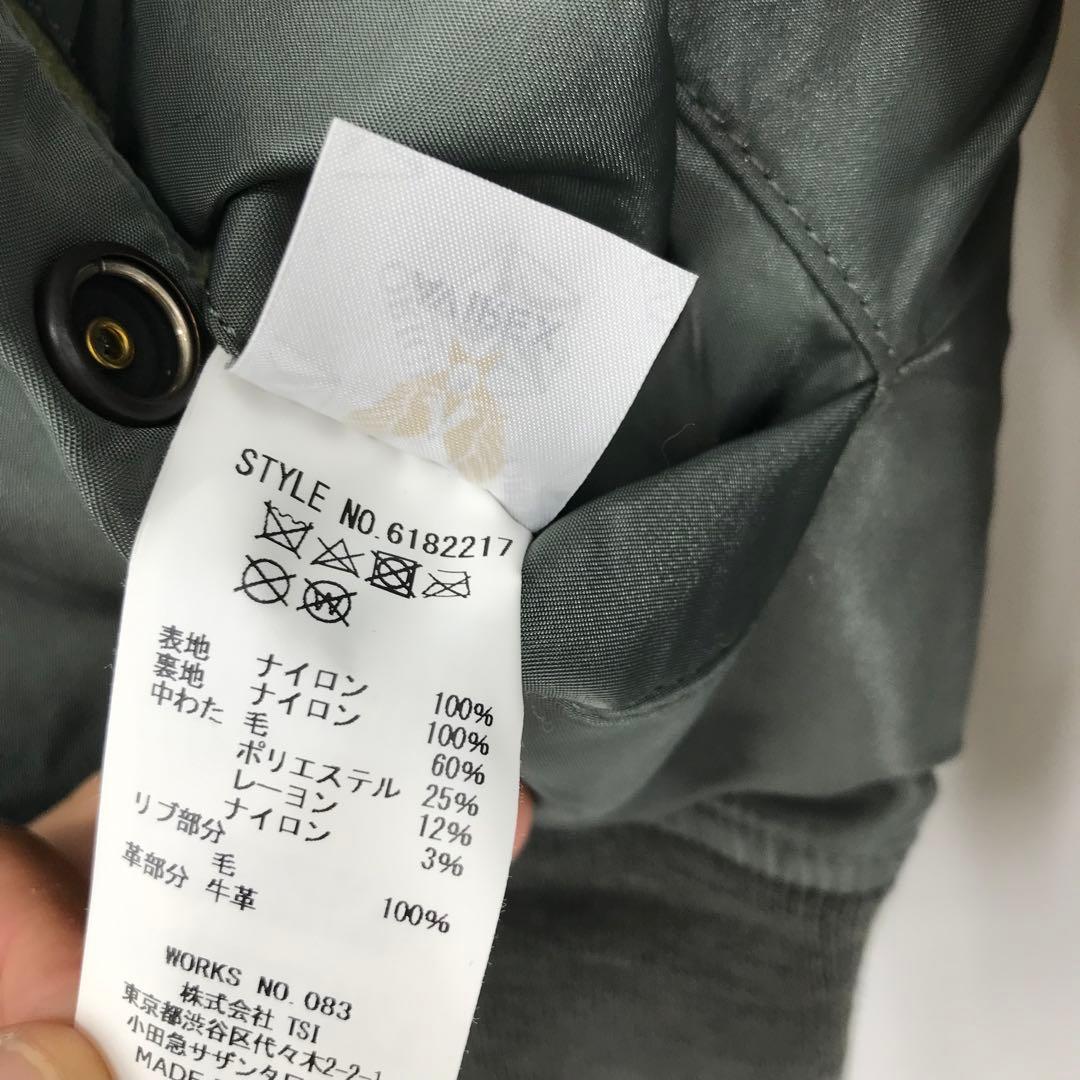 STYLE NO.6182217
表地 ナイロン 100%
裏地 ナイロン 100%
中わた 毛 60%
ポリエステル 25%
レーヨン 12%
ナイロン 3%
リブ部分 毛 100%
革部分 牛革
WORKS NO. 083
株式会社 TSI
東京都渋谷区代々木2-2-1
小田急サザンタ
MADE